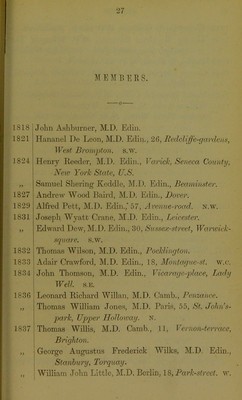 27
MEMBERS.
1818 John Ashburner, M.D. Edin.
1821 Hananel De Leon, M.D. Edin., 26, Redcliffe-gardens,
West Brompton. S.W.
1824 Henry Reeder, M.D. Edin., Varick, Seneca County,
New York State, U.S.
„ Samuel Shering Keddle, M.D. Edin., Beaminster.
1827 Andrew Wood Baird, M.D. Edin., Dover.
1829 Alfred Pett, M.D. Edin., 57, Avenue-road. N.W.
1831 Joseph Wyatt Crane, M.D. Edin., Leicester.
„ Edward Dew, M.D. Edin., 30, Sussex-street, Warwick-
square. S.W.
1832 Thomas Wilson, M.D. Edin., Pocklington.
1833 Adair Crawford, M.D. Edin., 18, Montague-st. W.C.
1834 John Thomson, M.D. Edin., Vicarage-place, Lady
Well. S.E.
1836 Leonard Richard Willan, M.D. Camb., Penzance.
„ Thomas William Jones, M.D. Paris, 55, St. John's-
park, Upper Holloway. N.
1837 Thomas Willis, M.D. Camb., 11, Vernon-terrace,
Brighton.
„ George Augustus Frederick Wilks, M.D. Edin.,
Stanbury, Torquay.
„ William John Little, M.D. Berlin, 18, Park-street. W.